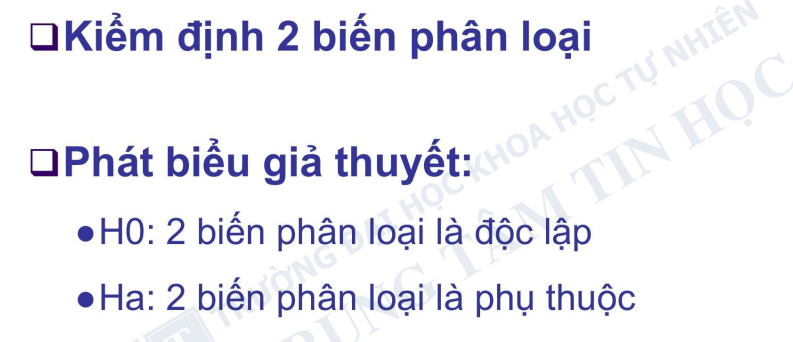 Kiểm định 2 biến phân loại
Phát biểu giả thuyết:
●H0: 2 biến phân loại là độc lập
●Ha: 2 biến phân loại là phụ thuộc
TRƯỜNG ĐẠI HỌC KHOA HỌC TỰ NHIÊN
TRUNG TÂM TIN HỌC